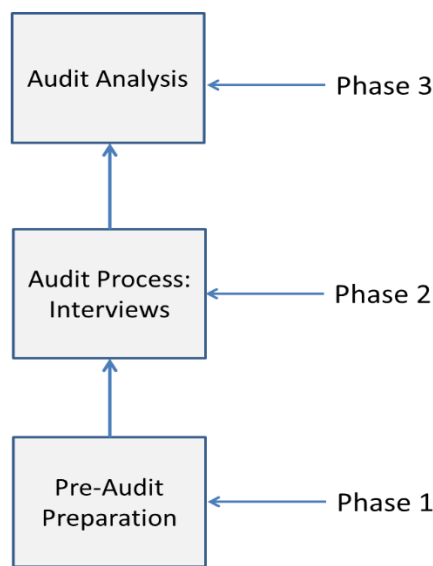 Audit Analysis
Phase 3
Audit Process:
Interviews
Phase 2
Pre-Audit
Preparation
Phase 1